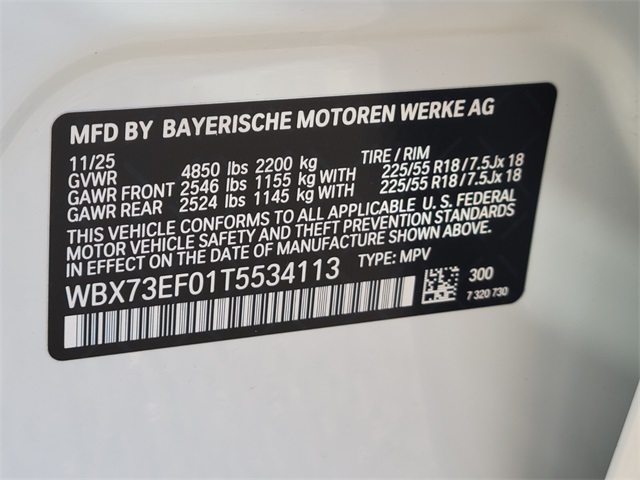 MFD BY BAYERISCHE MOTOREN WERKE AG
11/25
GVWR 4850 lbs 2200 kg TIRE / RIM
GAWR FRONT 2546 lbs 1155 kg WITH 225/55 R18/7.5Jx18
GAWR REAR 2524 lbs 1145 kg WITH 225/55 R18/7.5Jx18
THIS VEHICLE CONFORMS TO ALL APPLICABLE U. S. FEDERAL
MOTOR VEHICLE SAFETY AND THEFT PREVENTION STANDARDS
IN EFFECT ON THE DATE OF MANUFACTURE SHOWN ABOVE.
WBX73EF01T5534113 TYPE: MPV
300
7 320 730